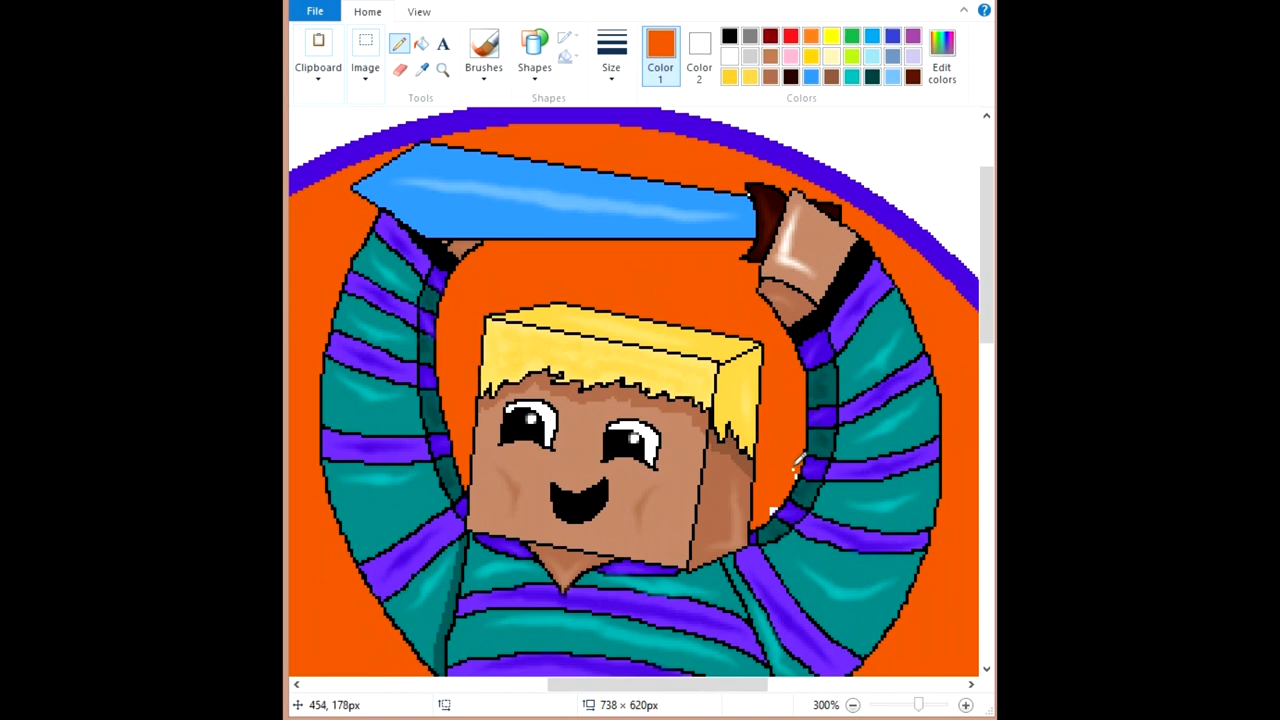 File
Home
View
Clipboard
Image
A
Brushes
Shapes
Size
Color
1
Color
2
Edit
colors
Tools
Shapes
Colors
454, 178px
738 × 620px
300%